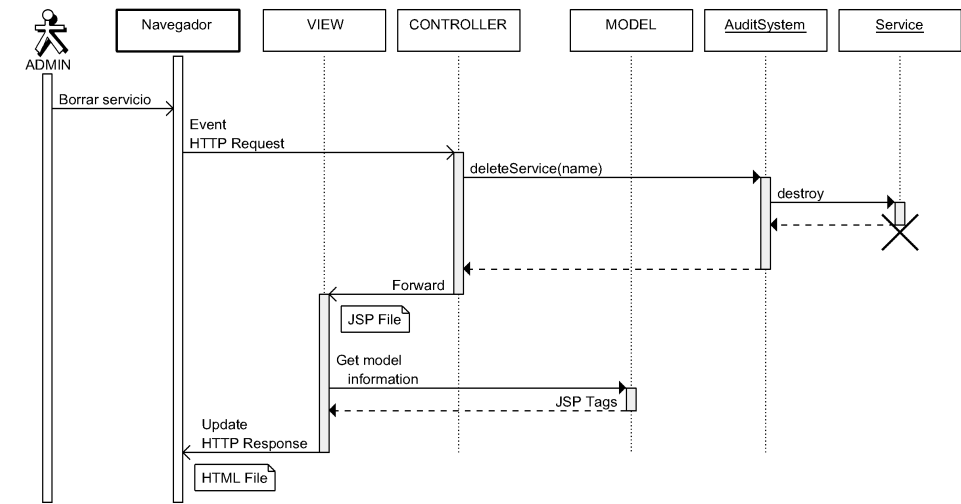 Navegador
VIEW
CONTROLLER
MODEL
AuditSystem
Service
ADMIN
Borrar servicio
Event
HTTP Request
deleteService(name)
destroy
Forward
JSP File
Get model
information
JSP Tags
Update
HTTP Response
HTML File